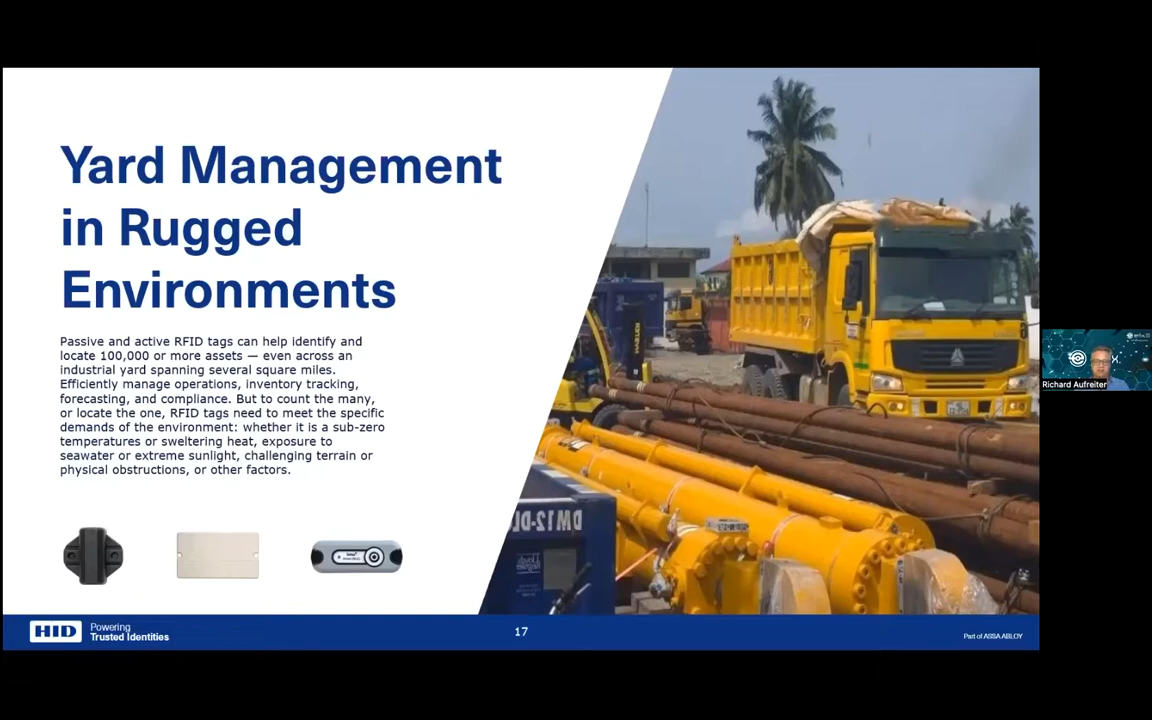 Yard Management
in Rugged
Environments
Passive and active RFID tags can help identify and
locate 100,000 or more assets — even across an
industrial yard spanning several square miles.
Efficiently manage operations, inventory tracking,
forecasting, and compliance. But to count the many,
or locate the one, RFID tags need to meet the specific
demands of the environment: whether it is a sub-zero
temperatures or sweltering heat, exposure to
seawater or extreme sunlight, challenging terrain or
physical obstructions, or other factors.
HID
Powering
Trusted Identities
17
Part of ASSA ABLOY
Richard Aufreiter